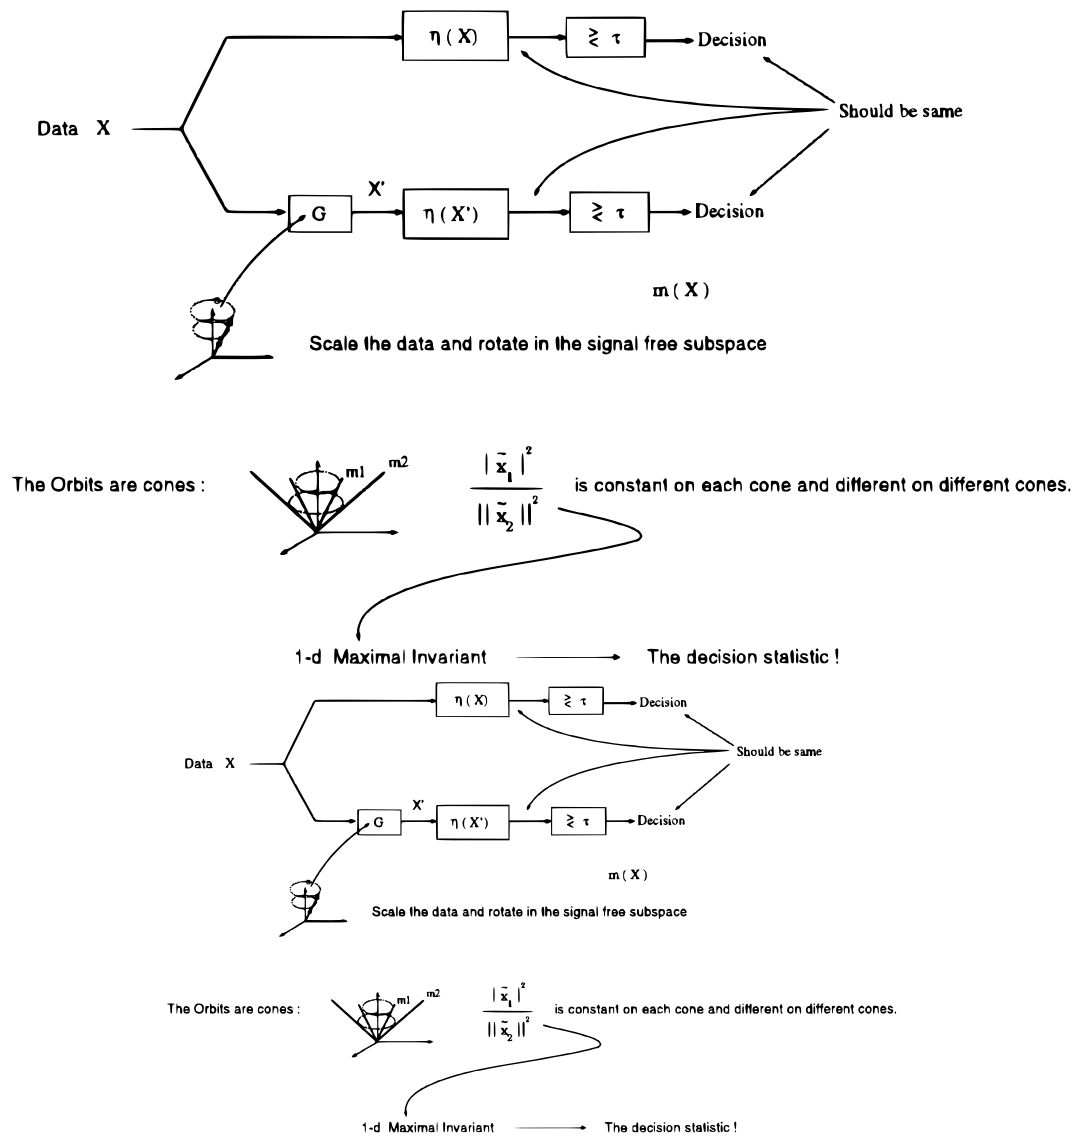 η ( X )
≷ τ
Decision
Data X
Should be same
X'
G
η ( X' )
≷ τ
Decision
m ( X )
Scale the data and rotate in the signal free subspace
The Orbits are cones :
m1
m2
| x̃₁ |²
|| x̃₂ ||²
is constant on each cone and different on different cones.
1-d Maximal Invariant
The decision statistic !
η ( X )
≷ τ
Decision
Data X
Should be same
X'
G
η ( X' )
≷ τ
Decision
m ( X )
Scale the data and rotate in the signal free subspace
The Orbits are cones :
m1
m2
| x̃₁ |²
|| x̃₂ ||²
is constant on each cone and different on different cones.
1-d Maximal Invariant
The decision statistic !